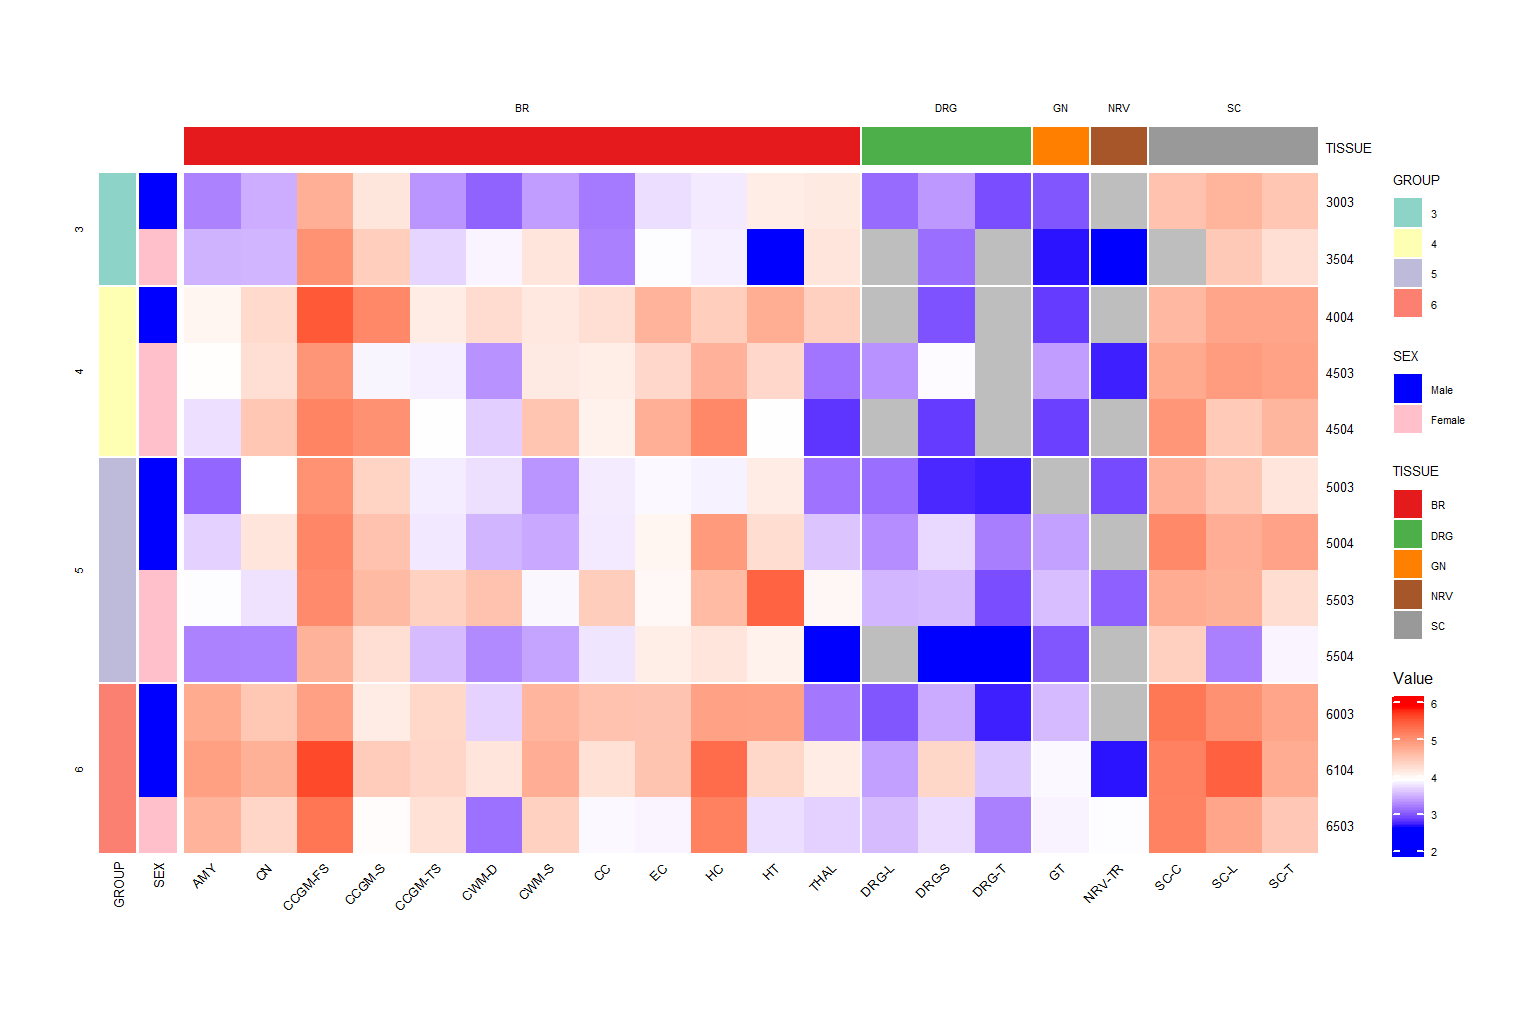 BR DRG GN NRV SC
TISSUE
GROUP
3
4
5
6
SEX
Male
Female
TISSUE
BR
DRG
GN
NRV
SC
Value
6
5
4
3
2
3
4
5
6
3003
3504
4004
4503
4504
5003
5004
5503
5504
6003
6104
6503
GROUP SEX AMY CN CCGM-FS CCGM-S CCGM-TS CWM-D CWM-S CC EC HC HT THAL DRG-L DRG-S DRG-T GT NRV-TR SC-C SC-L SC-T